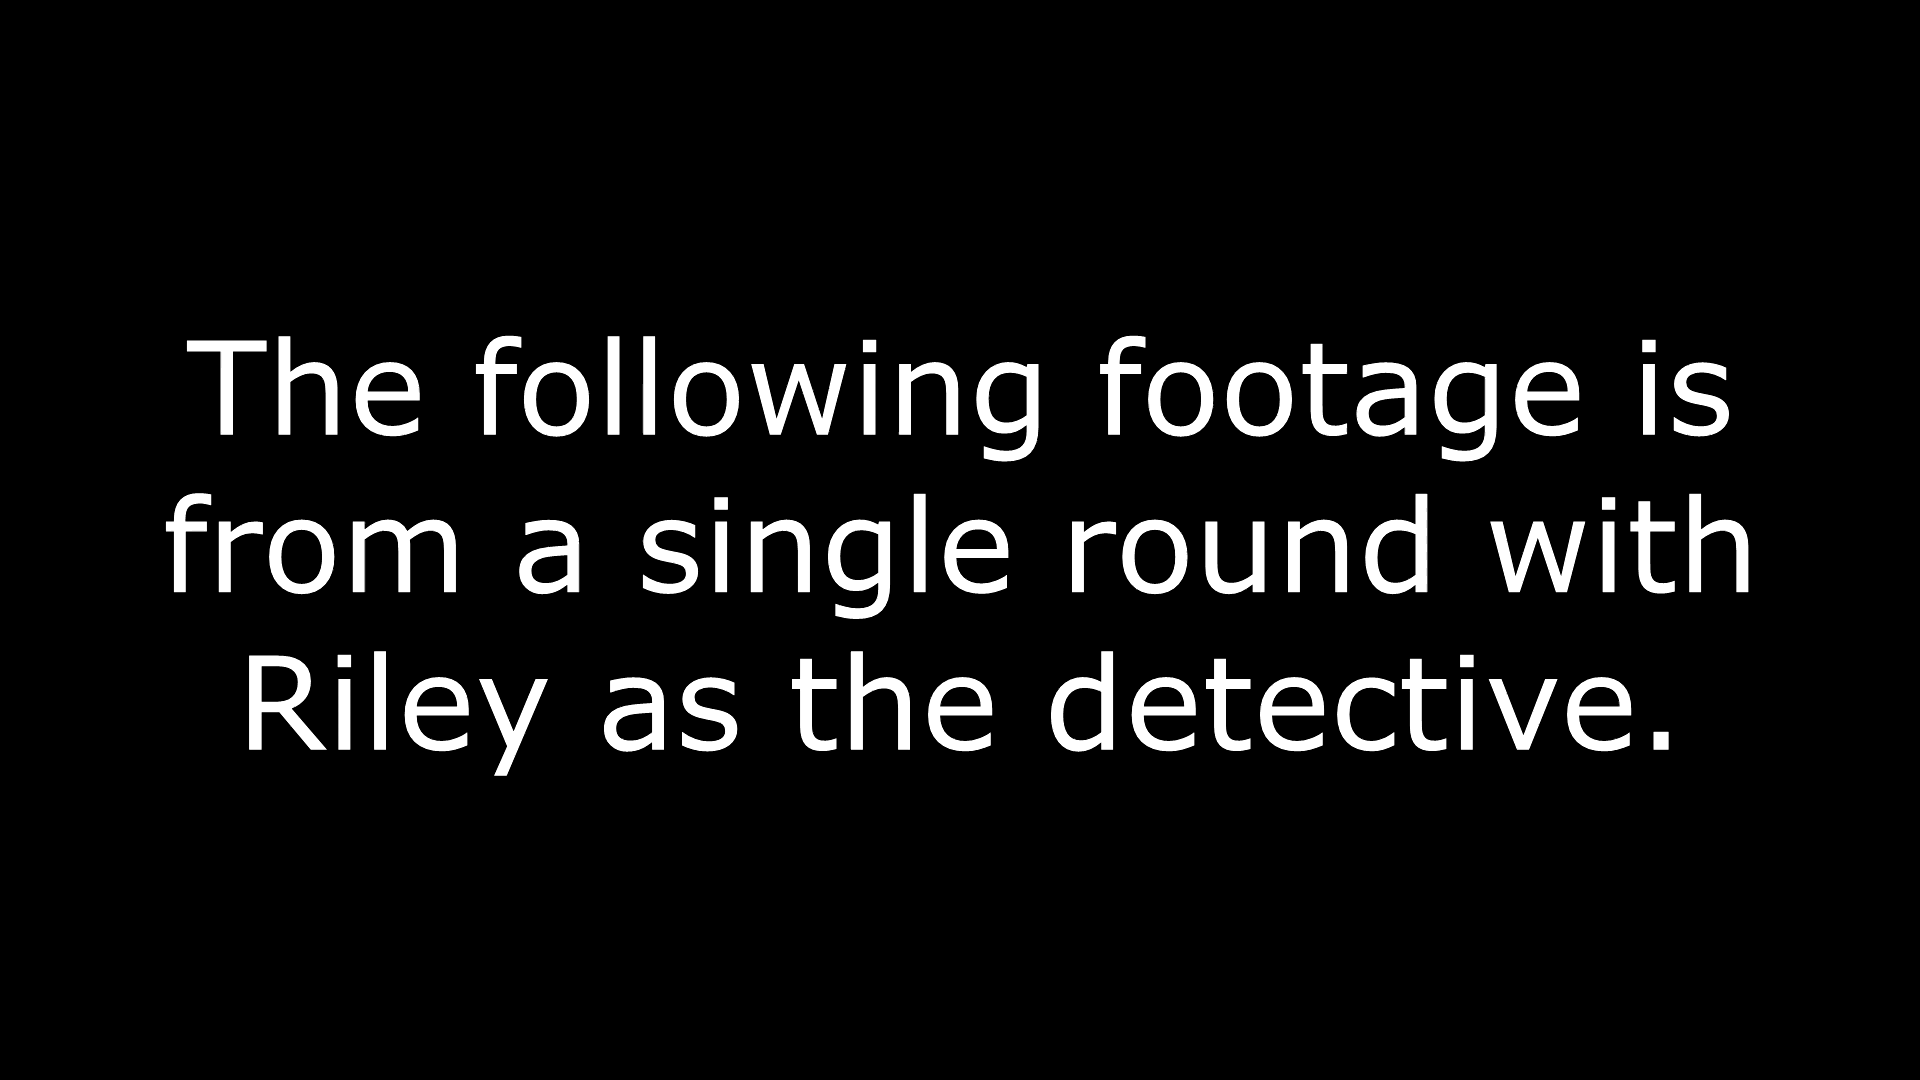 The following footage is
from a single round with
Riley as the detective.